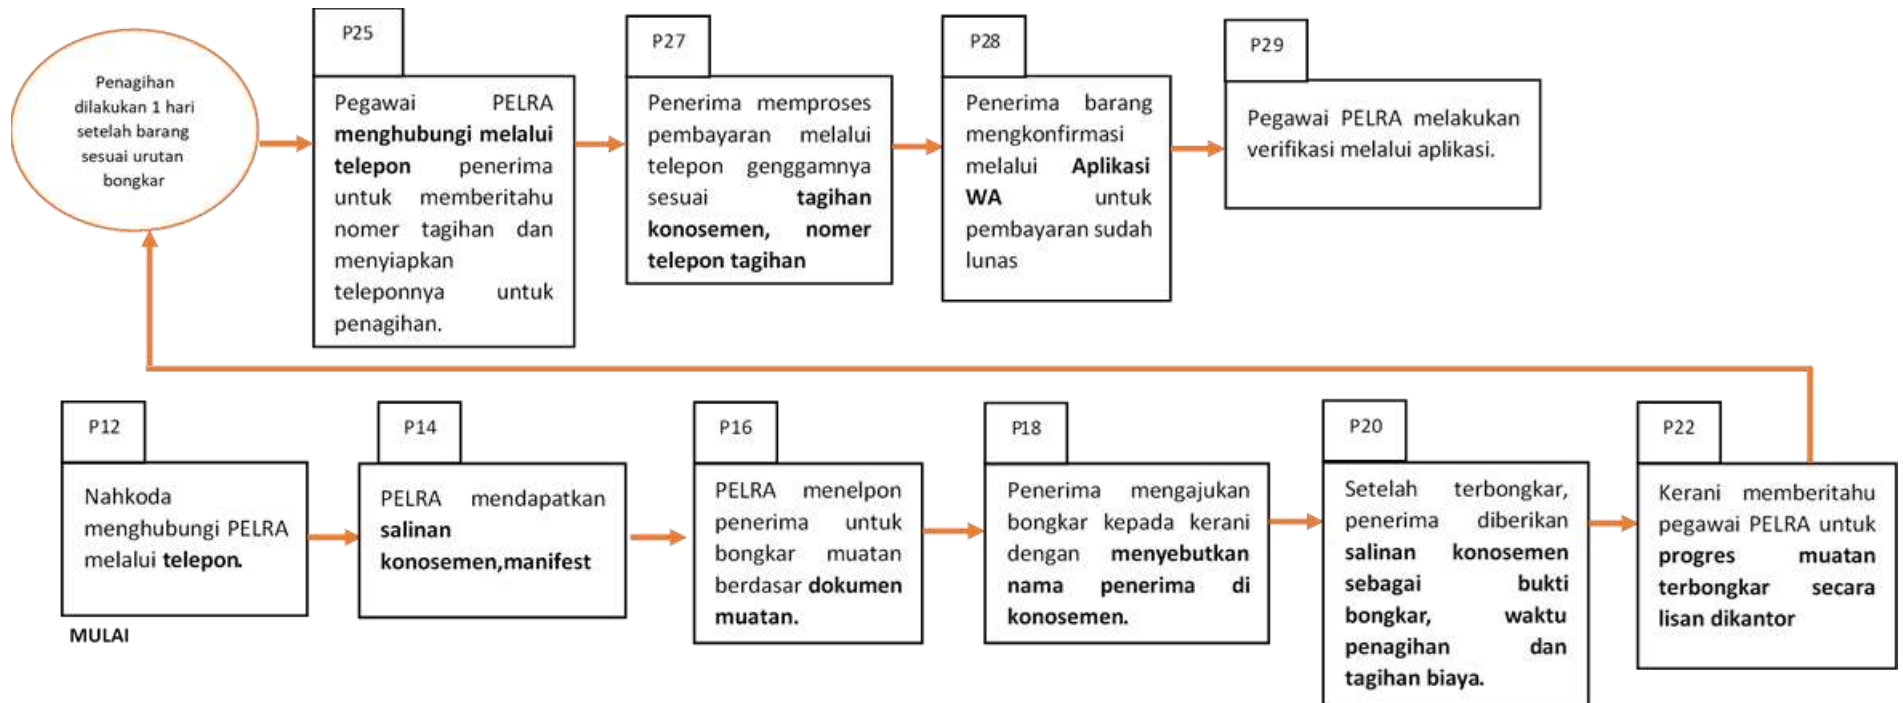 Penagihan
dilakukan 1 hari
setelah barang
sesuai urutan
bongkar
P25
Pegawai PELRA
menghubungi melalui
telepon penerima
untuk memberitahu
nomer tagihan dan
menyiapkan
teleponnya untuk
penagihan.
P27
Penerima memproses
pembayaran melalui
telepon genggamnya
sesuai tagihan
konosemen, nomer
telepon tagihan
P28
Penerima barang
mengkonfirmasi
melalui Aplikasi
WA untuk
pembayaran sudah
lunas
P29
Pegawai PELRA melakukan
verifikasi melalui aplikasi.
P12
Nahkoda
menghubungi PELRA
melalui telepon.
MULAI
P14
PELRA mendapatkan
salinan
konosemen,manifest
P16
PELRA menelpon
penerima untuk
bongkar muatan
berdasar dokumen
muatan.
P18
Penerima mengajukan
bongkar kepada kerani
dengan menyebutkan
nama penerima di
konosemen.
P20
Setelah terbongkar,
penerima diberikan
salinan konosemen
sebagai bukti
bongkar, waktu
penagihan dan
tagihan biaya.
P22
Kerani memberitahu
pegawai PELRA untuk
progres muatan
terbongkar secara
lisan dikantor